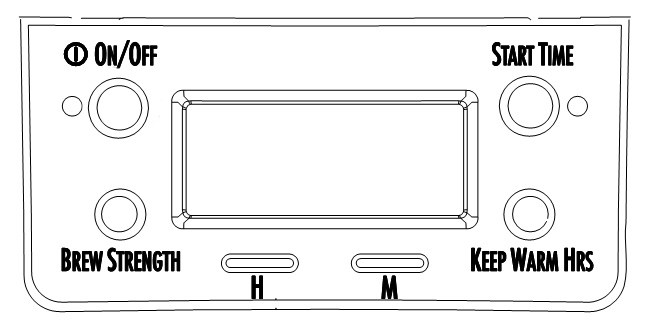 ON/OFF
START TIME
BREW STRENGTH
KEEP WARM HRS
H
M